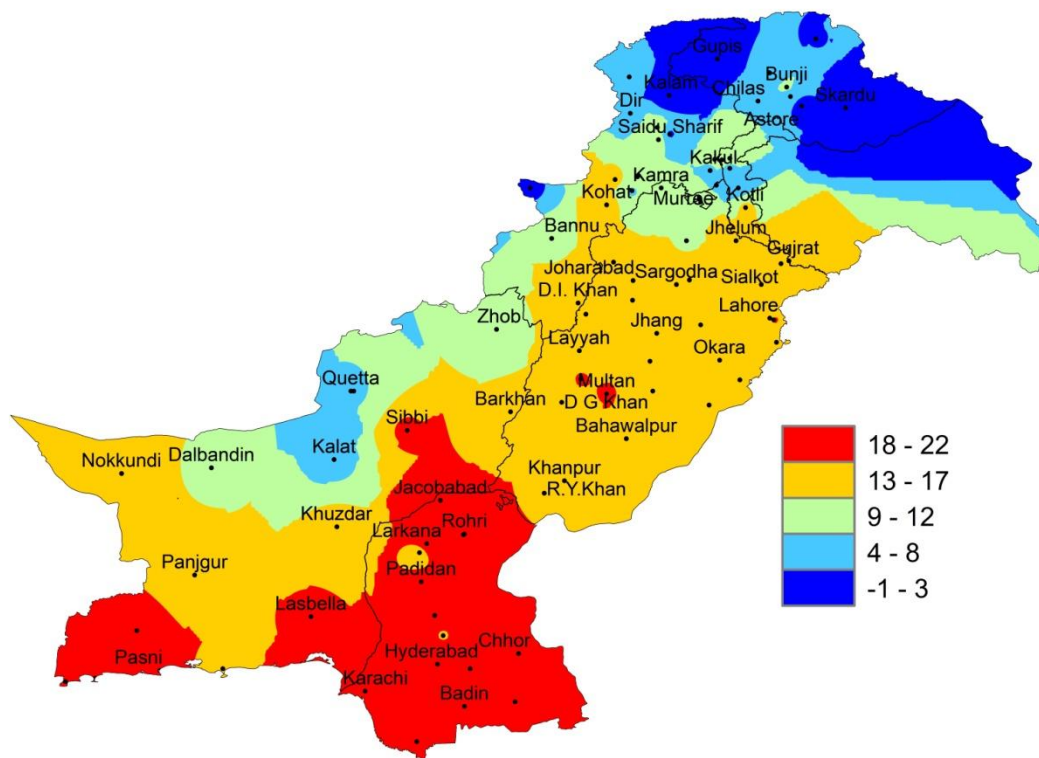 Gupis
Bunji
Kalam
Chilas
Skardu
Dir
Astore
Saidu Sharif
Kakul
Kamra
Kohat
Murree
Kotli
Bannu
Jhelum
Gujrat
Joharabad
Sargodha
Sialkot
D.I. Khan
Lahore
Zhob
Jhang
Layyah
Okara
Quetta
Multan
Barkhan
D G Khan
Sibbi
Bahawalpur
Kalat
Dalbandin
Nokkundi
Khanpur
R.Y.Khan
Jacobabad
Khuzdar
Rohri
Larkana
Panjgur
Padidan
Lasbella
Chhor
Hyderabad
Pasni
Karachi
Badin
18 - 22
13 - 17
9 - 12
4 - 8
-1 - 3